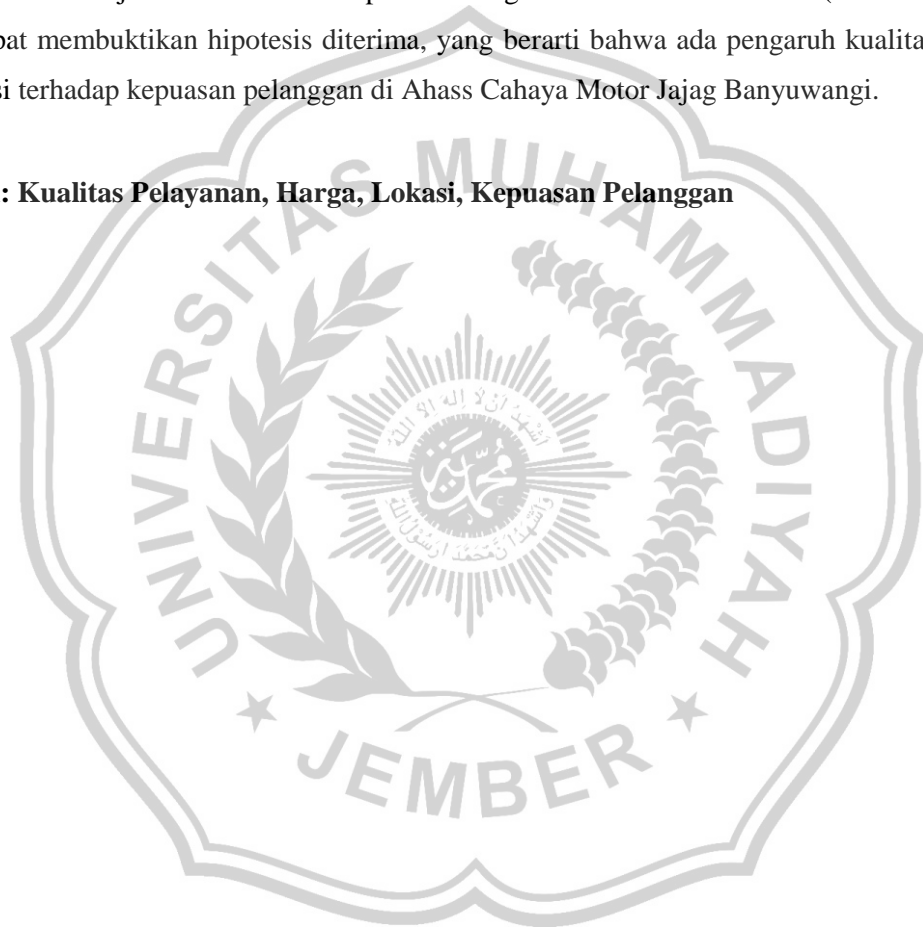 pat membuktikan hipotesis diterima, yang berarti bahwa ada pengaruh kualita
si terhadap kepuasan pelanggan di Ahass Cahaya Motor Jajag Banyuwangi.
: Kualitas Pelayanan, Harga, Lokasi, Kepuasan Pelanggan
UNIVERSITAS MUHAMMADIYAH
JEMBER